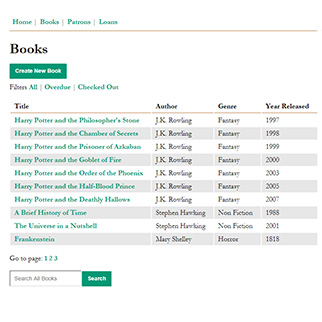 Home | Books | Patrons | Loans
Books
Create New Book
Filters All | Overdue | Checked Out
Title Author Genre Year Released
Harry Potter and the Philosopher's Stone J.K. Rowling Fantasy 1997
Harry Potter and the Chamber of Secrets J.K. Rowling Fantasy 1998
Harry Potter and the Prisoner of Azkaban J.K. Rowling Fantasy 1999
Harry Potter and the Goblet of Fire J.K. Rowling Fantasy 2000
Harry Potter and the Order of the Phoenix J.K. Rowling Fantasy 2003
Harry Potter and the Half-Blood Prince J.K. Rowling Fantasy 2005
Harry Potter and the Deathly Hallows J.K. Rowling Fantasy 2007
A Brief History of Time Stephen Hawking Non Fiction 1988
The Universe in a Nutshell Stephen Hawking Non Fiction 2001
Frankenstein Mary Shelley Horror 1818
Go to page: 1 2 3
Search All Books Search